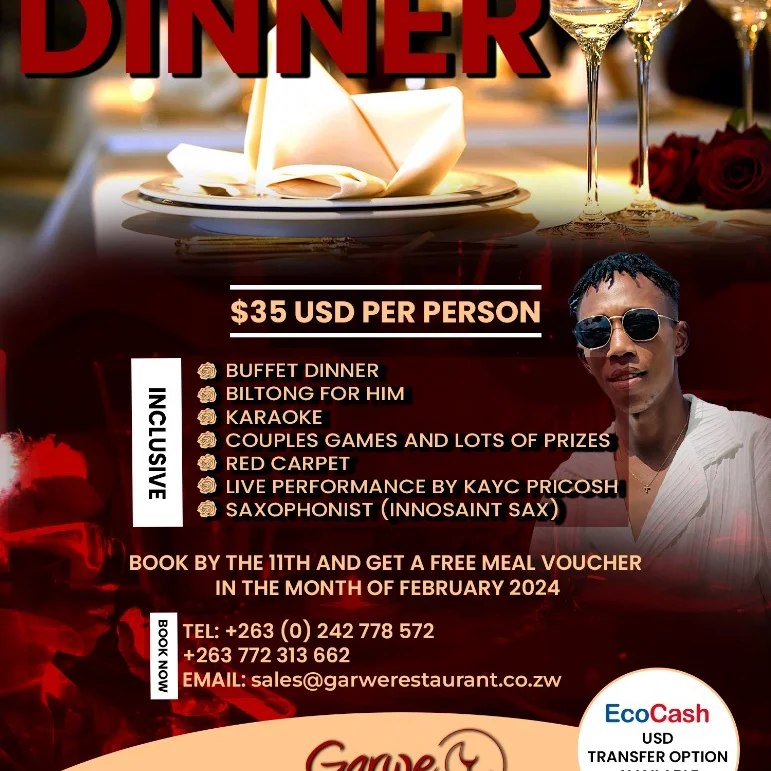 DINNER
$35 USD PER PERSON
INCLUSIVE
BUFFET DINNER
BILTONG FOR HIM
KARAOKE
COUPLES GAMES AND LOTS OF PRIZES
RED CARPET
LIVE PERFORMANCE BY KAYC PRICOSH
SAXOPHONIST (INNOSAINT SAX)
BOOK BY THE 11TH AND GET A FREE MEAL VOUCHER
IN THE MONTH OF FEBRUARY 2024
BOOK NOW
TEL: +263 (0) 242 778 572
+263 772 313 662
EMAIL: sales@garwerestaurant.co.zw
Garwe
EcoCash
USD
TRANSFER OPTION